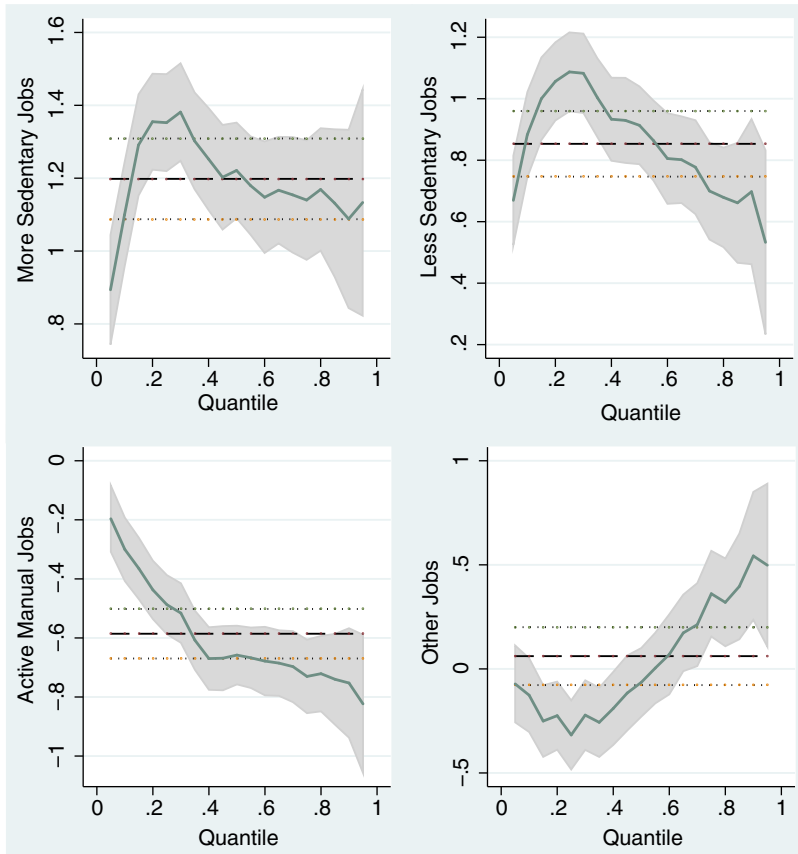 More Sedentary Jobs
1.6
1.4
1.2
1
.8
0 .2 .4 .6 .8 1
Quantile
Less Sedentary Jobs
1.2
1
.8
.6
.4
.2
0 .2 .4 .6 .8 1
Quantile
Active Manual Jobs
0
-.2
-.4
-.6
-.8
-1
0 .2 .4 .6 .8 1
Quantile
Other Jobs
1
.5
0
-.5
0 .2 .4 .6 .8 1
Quantile